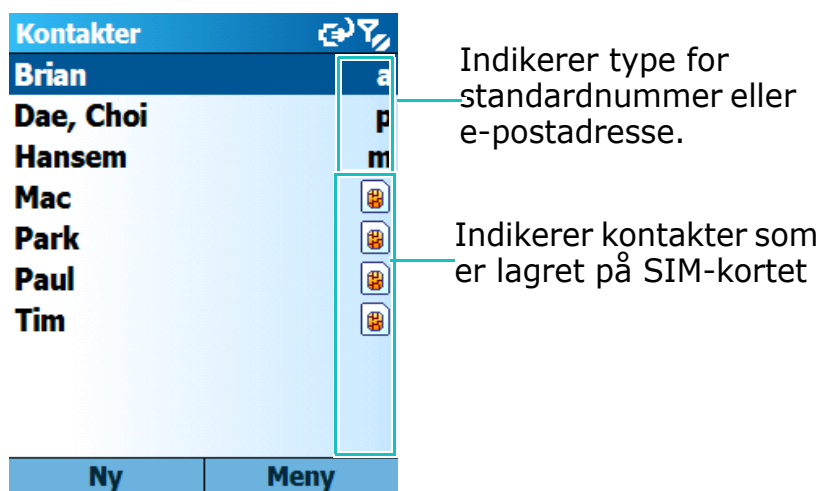 Kontakter
Brian a
Dae, Choi p
Hansem m
Mac
Park
Paul
Tim
Ny Meny
Indikerer type for
standardnummer eller
e-postadresse.
Indikerer kontakter som
er lagret på SIM-kortet